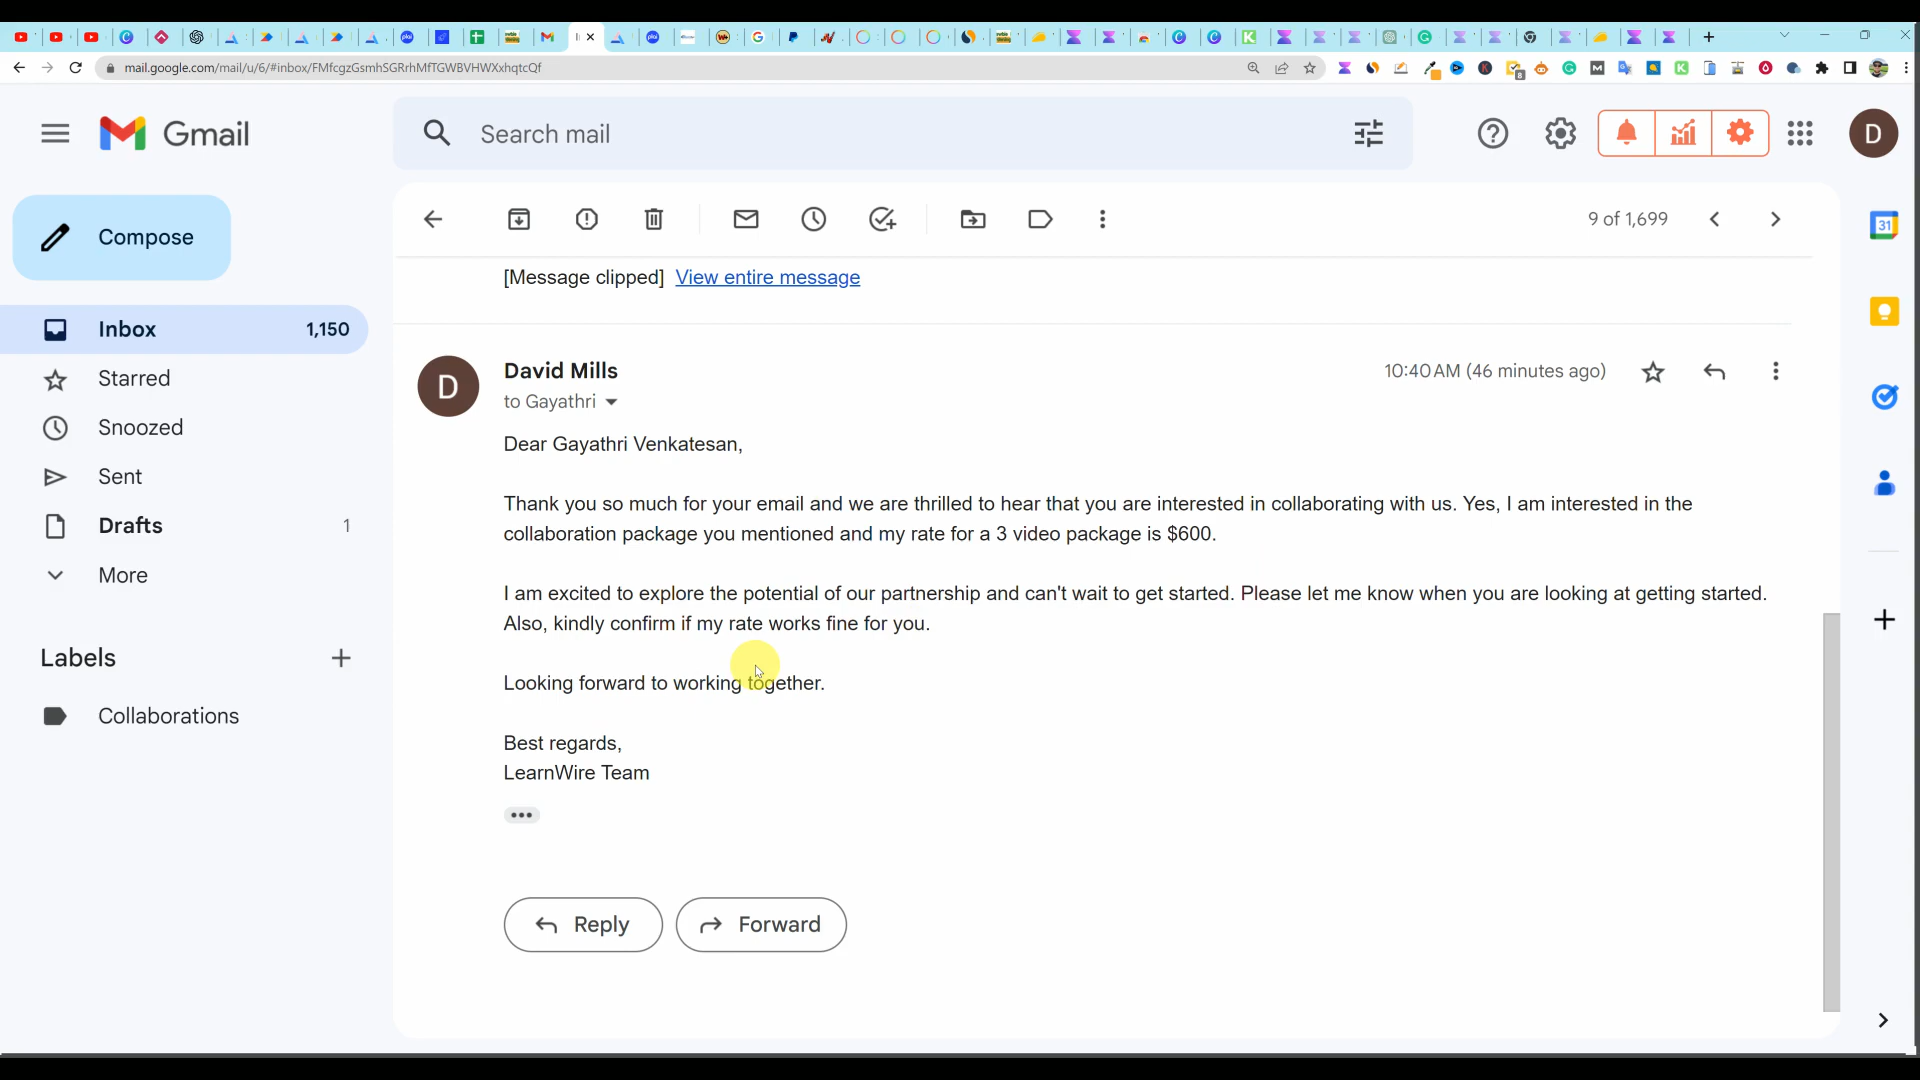 mail.google.com/mail/u/6/#inbox/FMfcgzGsmhSGRrhMfTGWBVHWXxhqtcQf
Gmail
Search mail
D
Compose
9 of 1,699
31
[Message clipped] View entire message
Inbox 1,150
Starred
Snoozed
Sent
Drafts 1
More
Labels
Collaborations
D
David Mills
10:40 AM (46 minutes ago)
to Gayathri
Dear Gayathri Venkatesan,
Thank you so much for your email and we are thrilled to hear that you are interested in collaborating with us. Yes, I am interested in the
collaboration package you mentioned and my rate for a 3 video package is $600.
I am excited to explore the potential of our partnership and can't wait to get started. Please let me know when you are looking at getting started.
Also, kindly confirm if my rate works fine for you.
Looking forward to working together.
Best regards,
LearnWire Team
Reply
Forward